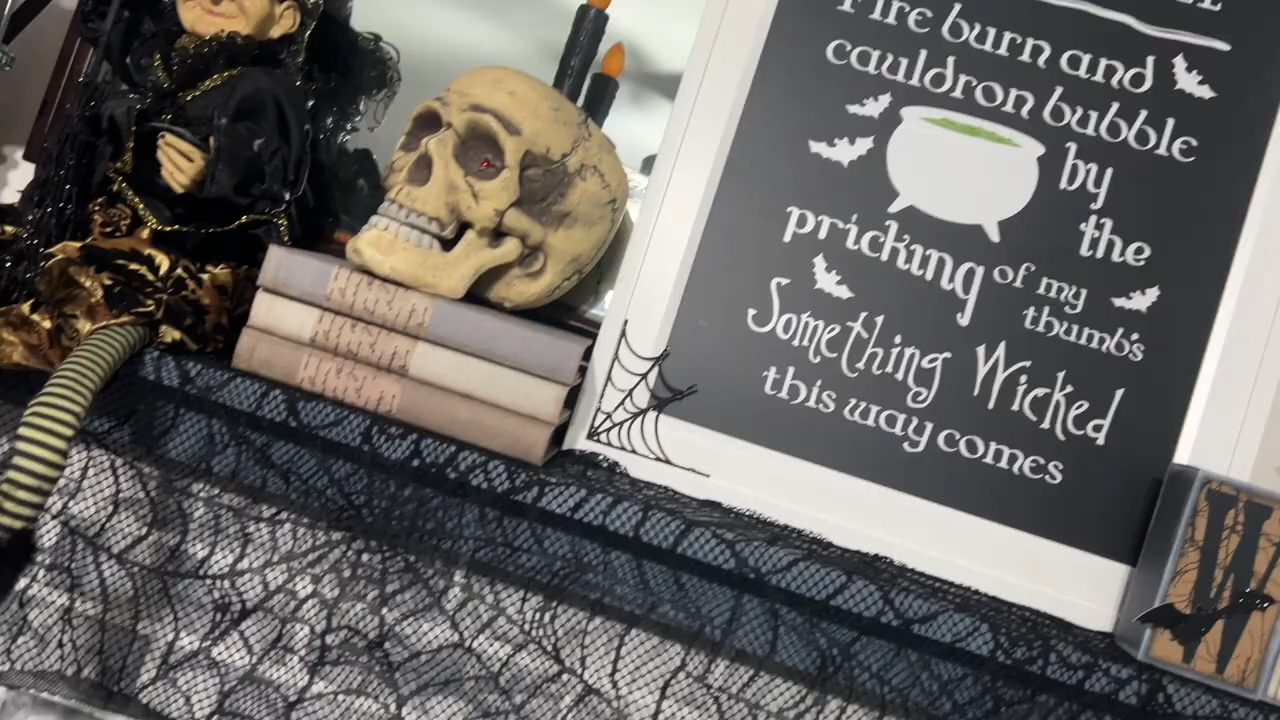 Fire burn and
cauldron bubble
by
the
pricking of my
thumb's
Something Wicked
this way comes
W